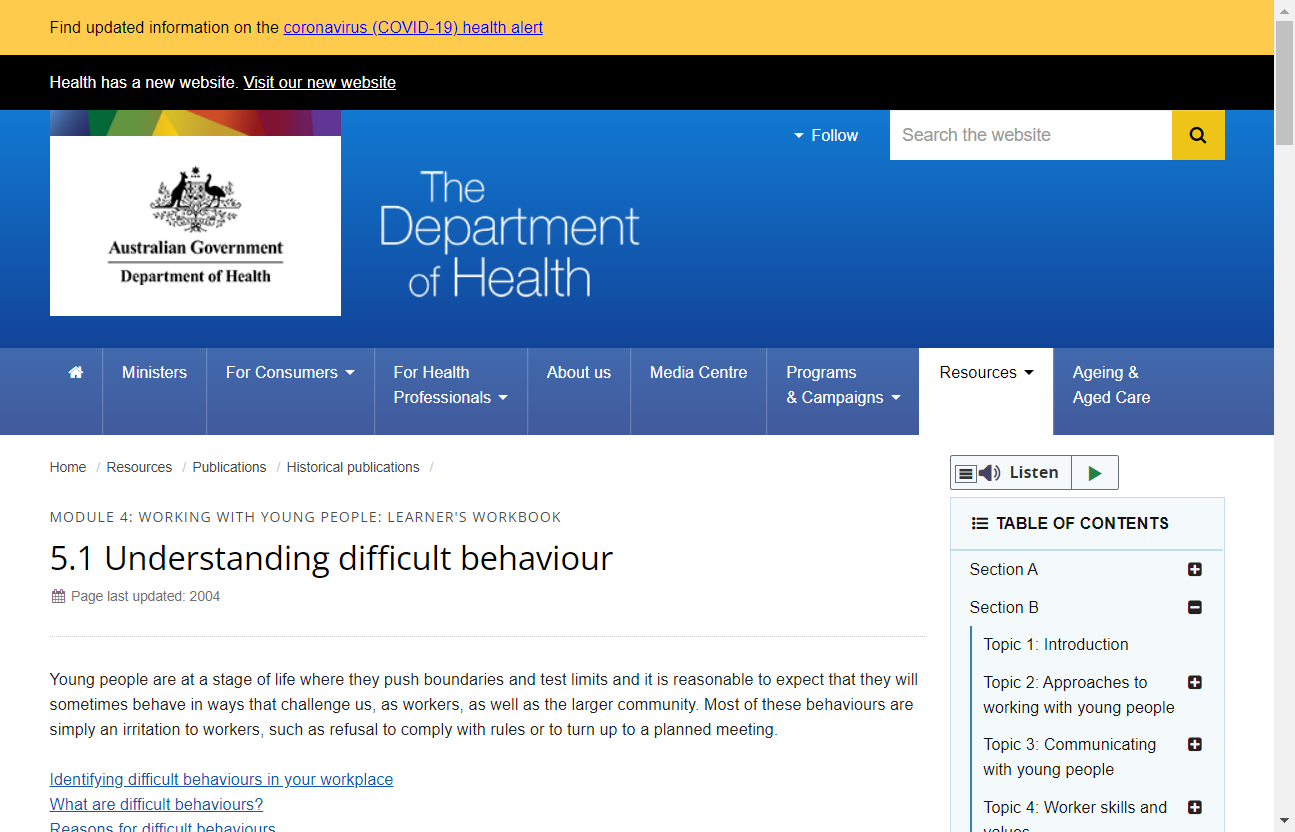 Find updated information on the coronavirus (COVID-19) health alert
Health has a new website. Visit our new website
Follow
Search the website
Australian Government
Department of Health
The
Department
of Health
Ministers
For Consumers
For Health
Professionals
About us
Media Centre
Programs
& Campaigns
Resources
Ageing &
Aged Care
Home / Resources / Publications / Historical publications /
Listen
MODULE 4: WORKING WITH YOUNG PEOPLE: LEARNER'S WORKBOOK
5.1 Understanding difficult behaviour
Page last updated: 2004
Young people are at a stage of life where they push boundaries and test limits and it is reasonable to expect that they will
sometimes behave in ways that challenge us, as workers, as well as the larger community. Most of these behaviours are
simply an irritation to workers, such as refusal to comply with rules or to turn up to a planned meeting.
Identifying difficult behaviours in your workplace
What are difficult behaviours?
Reasons for difficult behaviours
TABLE OF CONTENTS
Section A
Section B
Topic 1: Introduction
Topic 2: Approaches to
working with young people
Topic 3: Communicating
with young people
Topic 4: Worker skills and
values